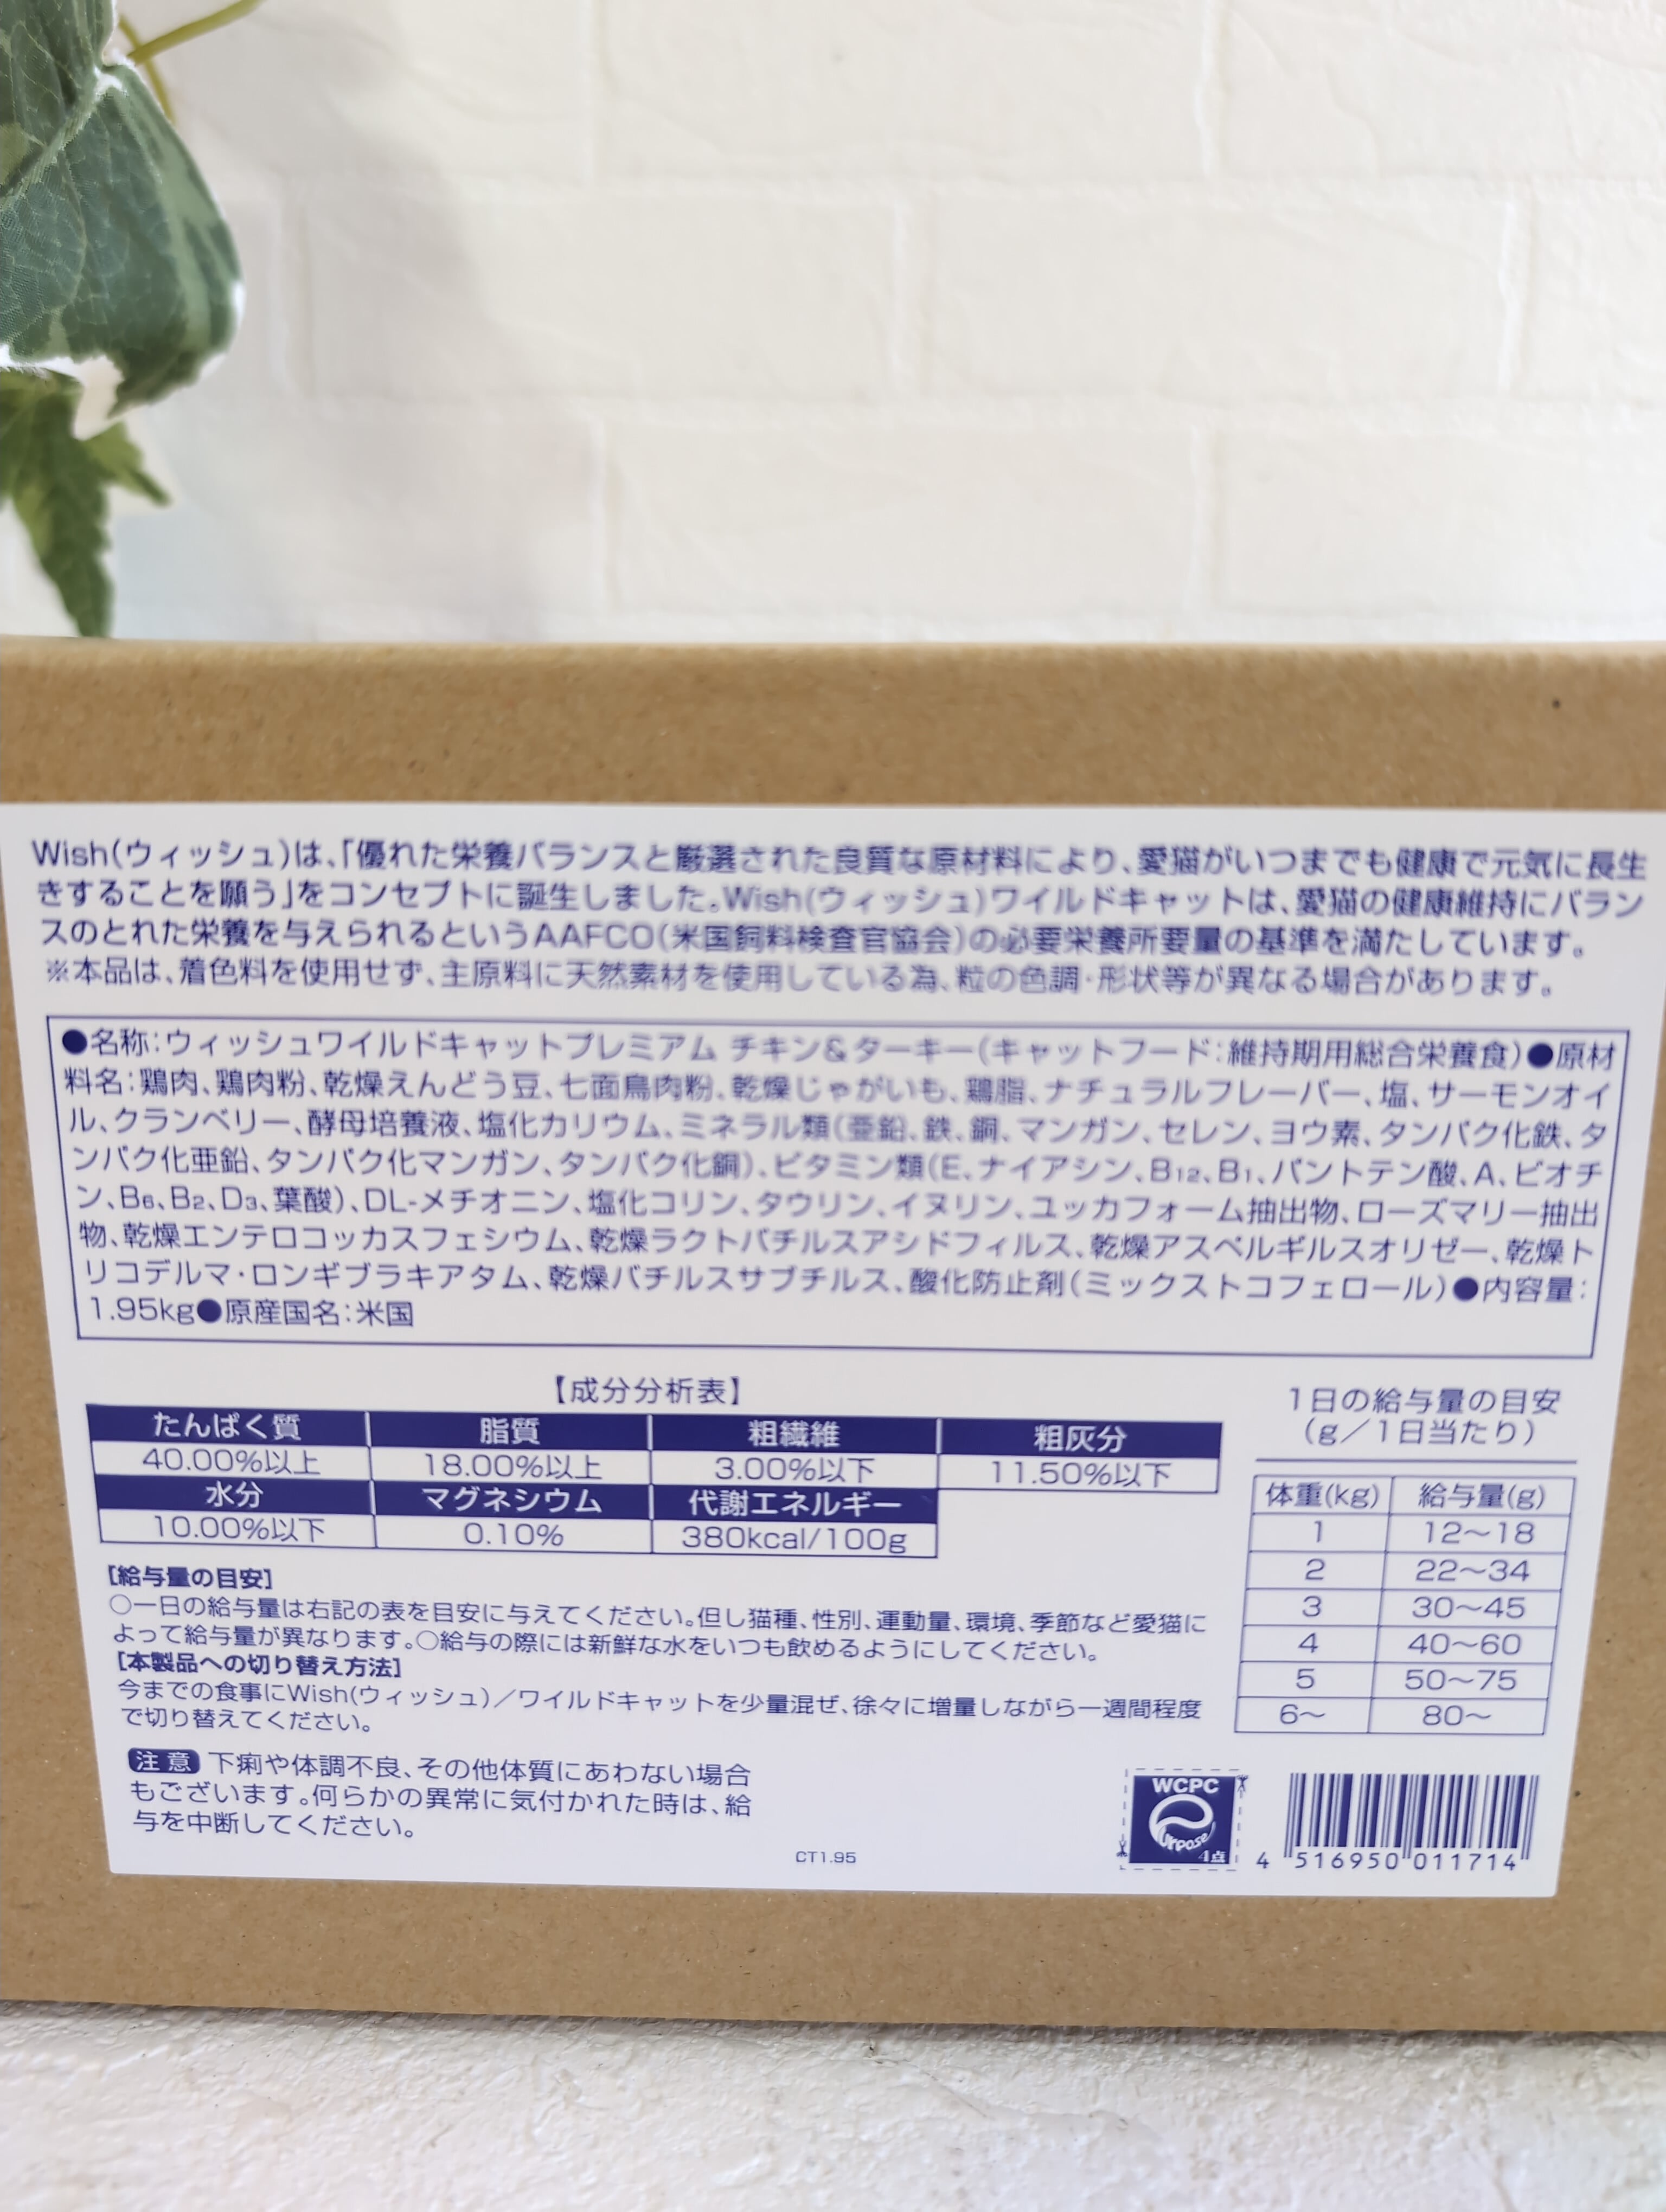 Wish(ウィッシュ)は、「優れた栄養バランスと厳選された良質な原材料により、愛猫がいつまでも健康で元気に長生
きすることを願う」をコンセプトに誕生しました。Wish(ウィッシュ)ワイルドキャットは、愛猫の健康維持にバラン
スのとれた栄養を与えられるというAAFCO(米国飼料検査官協会)の必要栄養所要量の基準を満たしています。
※本品は、着色料を使用せず、主原料に天然素材を使用している為、粒の色調・形状等が異なる場合があります。
●名称:ウィッシュワイルドキャットプレミアム チキン&ターキー(キャットフード:維持期用総合栄養食)●原材
料名:鶏肉、鶏肉粉、乾燥えんどう豆、七面鳥肉粉、乾燥じゃがいも、鶏脂、ナチュラルフレーバー、塩、サーモンオイ
ル、クランベリー、酵母培養液、塩化カリウム、ミネラル類(亜鉛、鉄、銅、マンガン、セレン、ヨウ素、タンパク化鉄、タ
ンパク化亜鉛、タンパク化マンガン、タンパク化銅)、ビタミン類(E、ナイアシン、B12、B1、パントテン酸、A、ビオチ
ン、B6、B2、D3、葉酸)、DL-メチオニン、塩化コリン、タウリン、イヌリン、ユッカフォーム抽出物、ローズマリー抽出
物、乾燥エンテロコッカスフェシウム、乾燥ラクトバチルスアシドフィルス、乾燥アスペルギルスオリゼー、乾燥ト
リコデルマ・ロンギブラキアタム、乾燥バチルスサブチルス、酸化防止剤(ミックストコフェロール)●内容量:
1.95kg●原産国名:米国
【成分分析表】
たんぱく質 脂質 粗繊維 粗灰分
40.00%以上 18.00%以上 3.00%以下 11.50%以下
水分 マグネシウム 代謝エネルギー
10.00%以下 0.10% 380kcal/100g
[給与量の目安]
○一日の給与量は右記の表を目安に与えてください。但し猫種、性別、運動量、環境、季節など愛猫に
よって給与量が異なります。○給与の際には新鮮な水をいつも飲めるようにしてください。
[本製品への切り替え方法]
今までの食事にWish(ウィッシュ)/ワイルドキャットを少量混ぜ、徐々に増量しながら一週間程度
で切り替えてください。
注意 下痢や体調不良、その他体質にあわない場合
もございます。何らかの異常に気付かれた時は、給
与を中断してください。
CT1.95
1日の給与量の目安
(g/1日当たり)
体重(kg) 給与量(g)
1 12〜18
2 22〜34
3 30〜45
4 40〜60
5 50〜75
6〜 80〜
WCPC
Purpose
4点
4 516950 011714